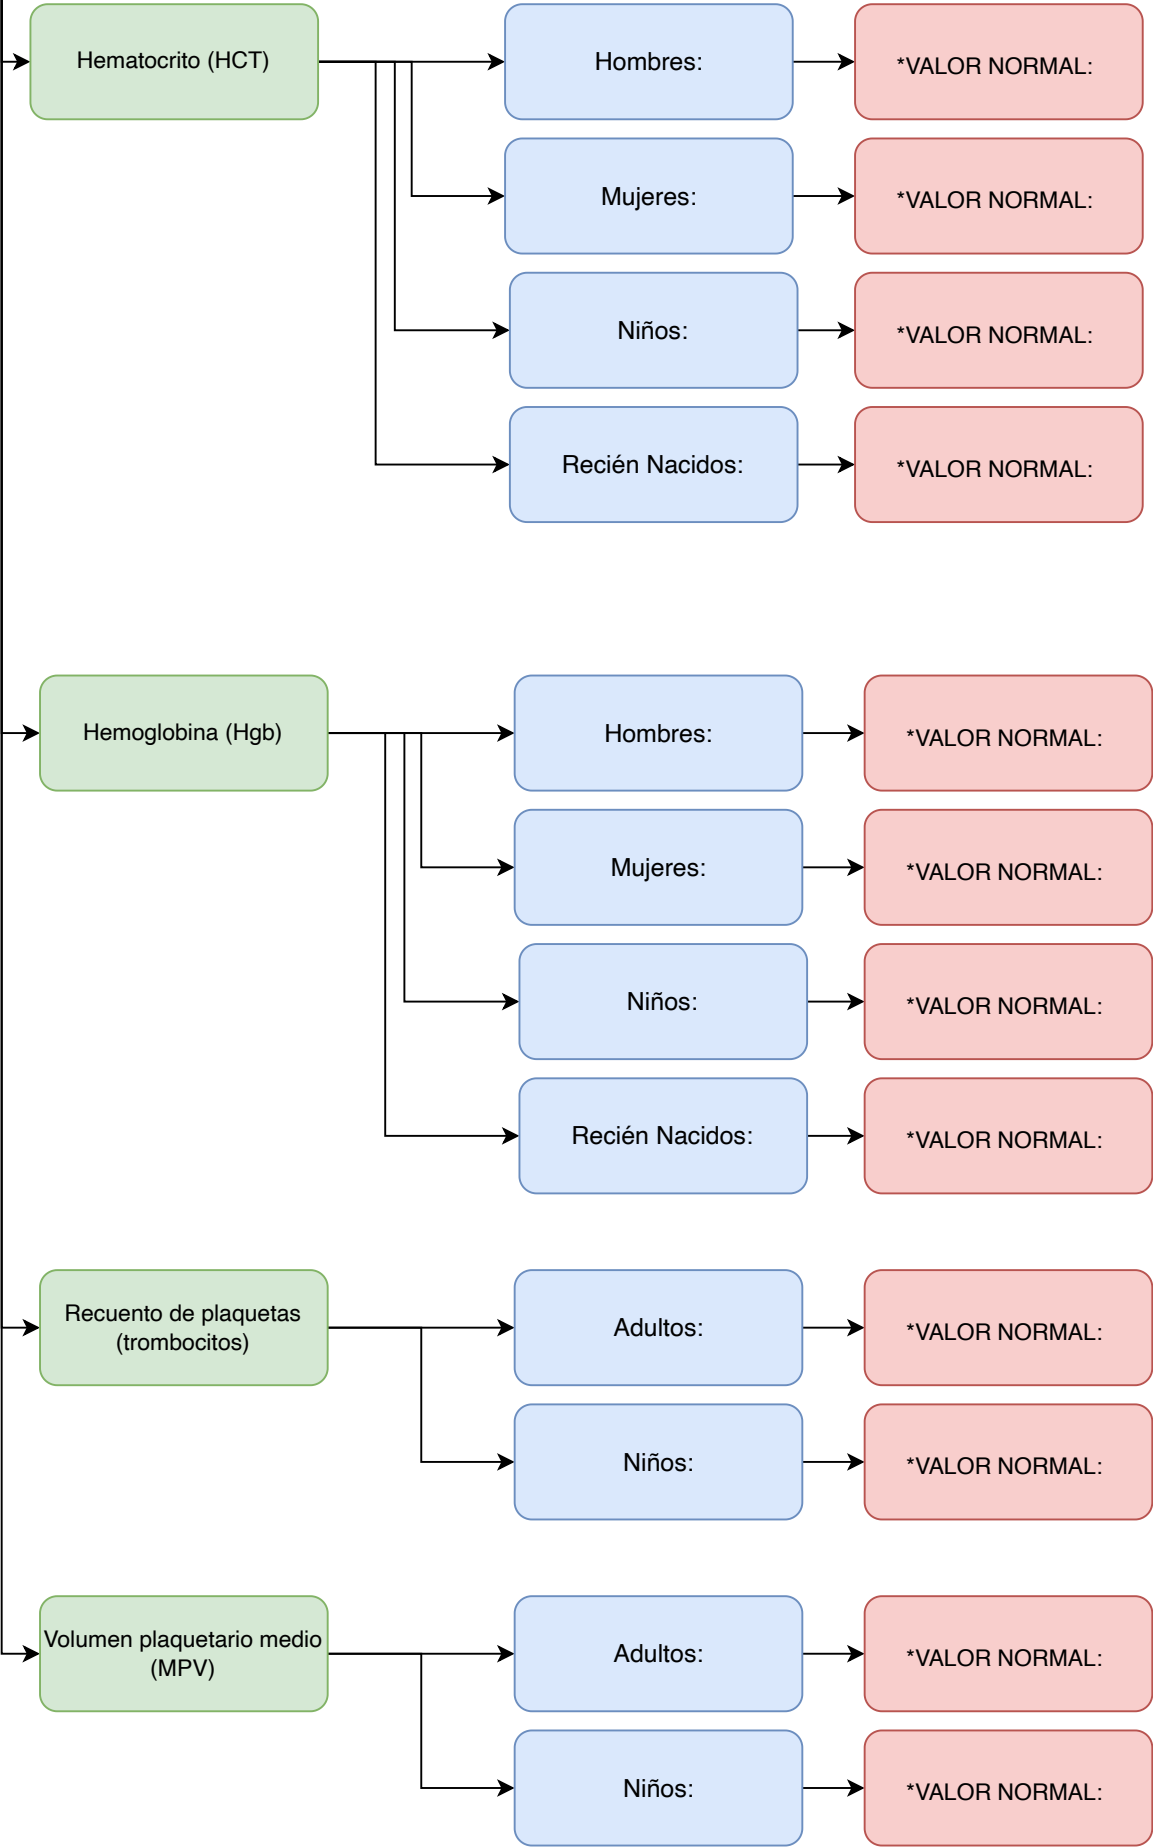 Hematocrito (HCT)
Hombres:
*VALOR NORMAL:
Mujeres:
*VALOR NORMAL:
Niños:
*VALOR NORMAL:
Recién Nacidos:
*VALOR NORMAL:
Hemoglobina (Hgb)
Hombres:
*VALOR NORMAL:
Mujeres:
*VALOR NORMAL:
Niños:
*VALOR NORMAL:
Recién Nacidos:
*VALOR NORMAL:
Recuento de plaquetas
(trombocitos)
Adultos:
*VALOR NORMAL:
Niños:
*VALOR NORMAL:
Volumen plaquetario medio
(MPV)
Adultos:
*VALOR NORMAL:
Niños:
*VALOR NORMAL: